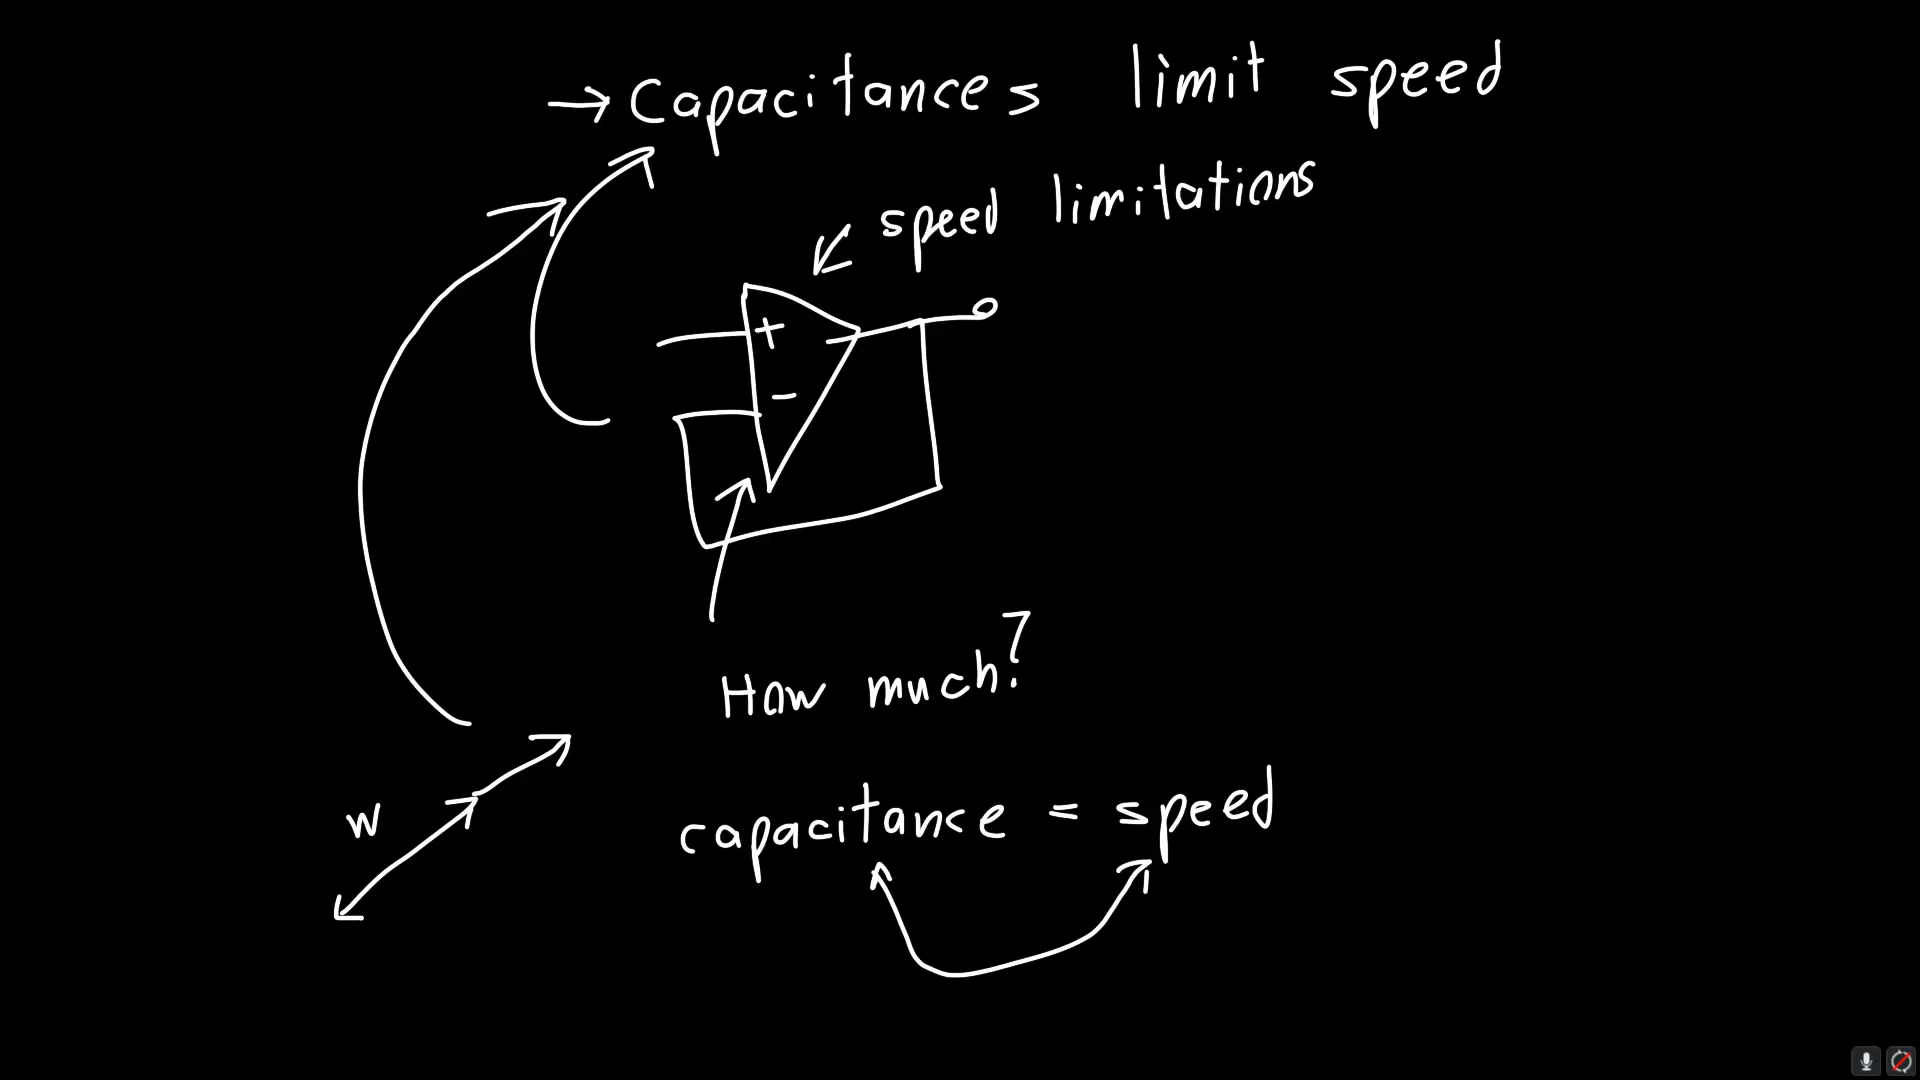 → Capacitances limit speed
speed limitations
+
-
How much?
w
capacitance = speed